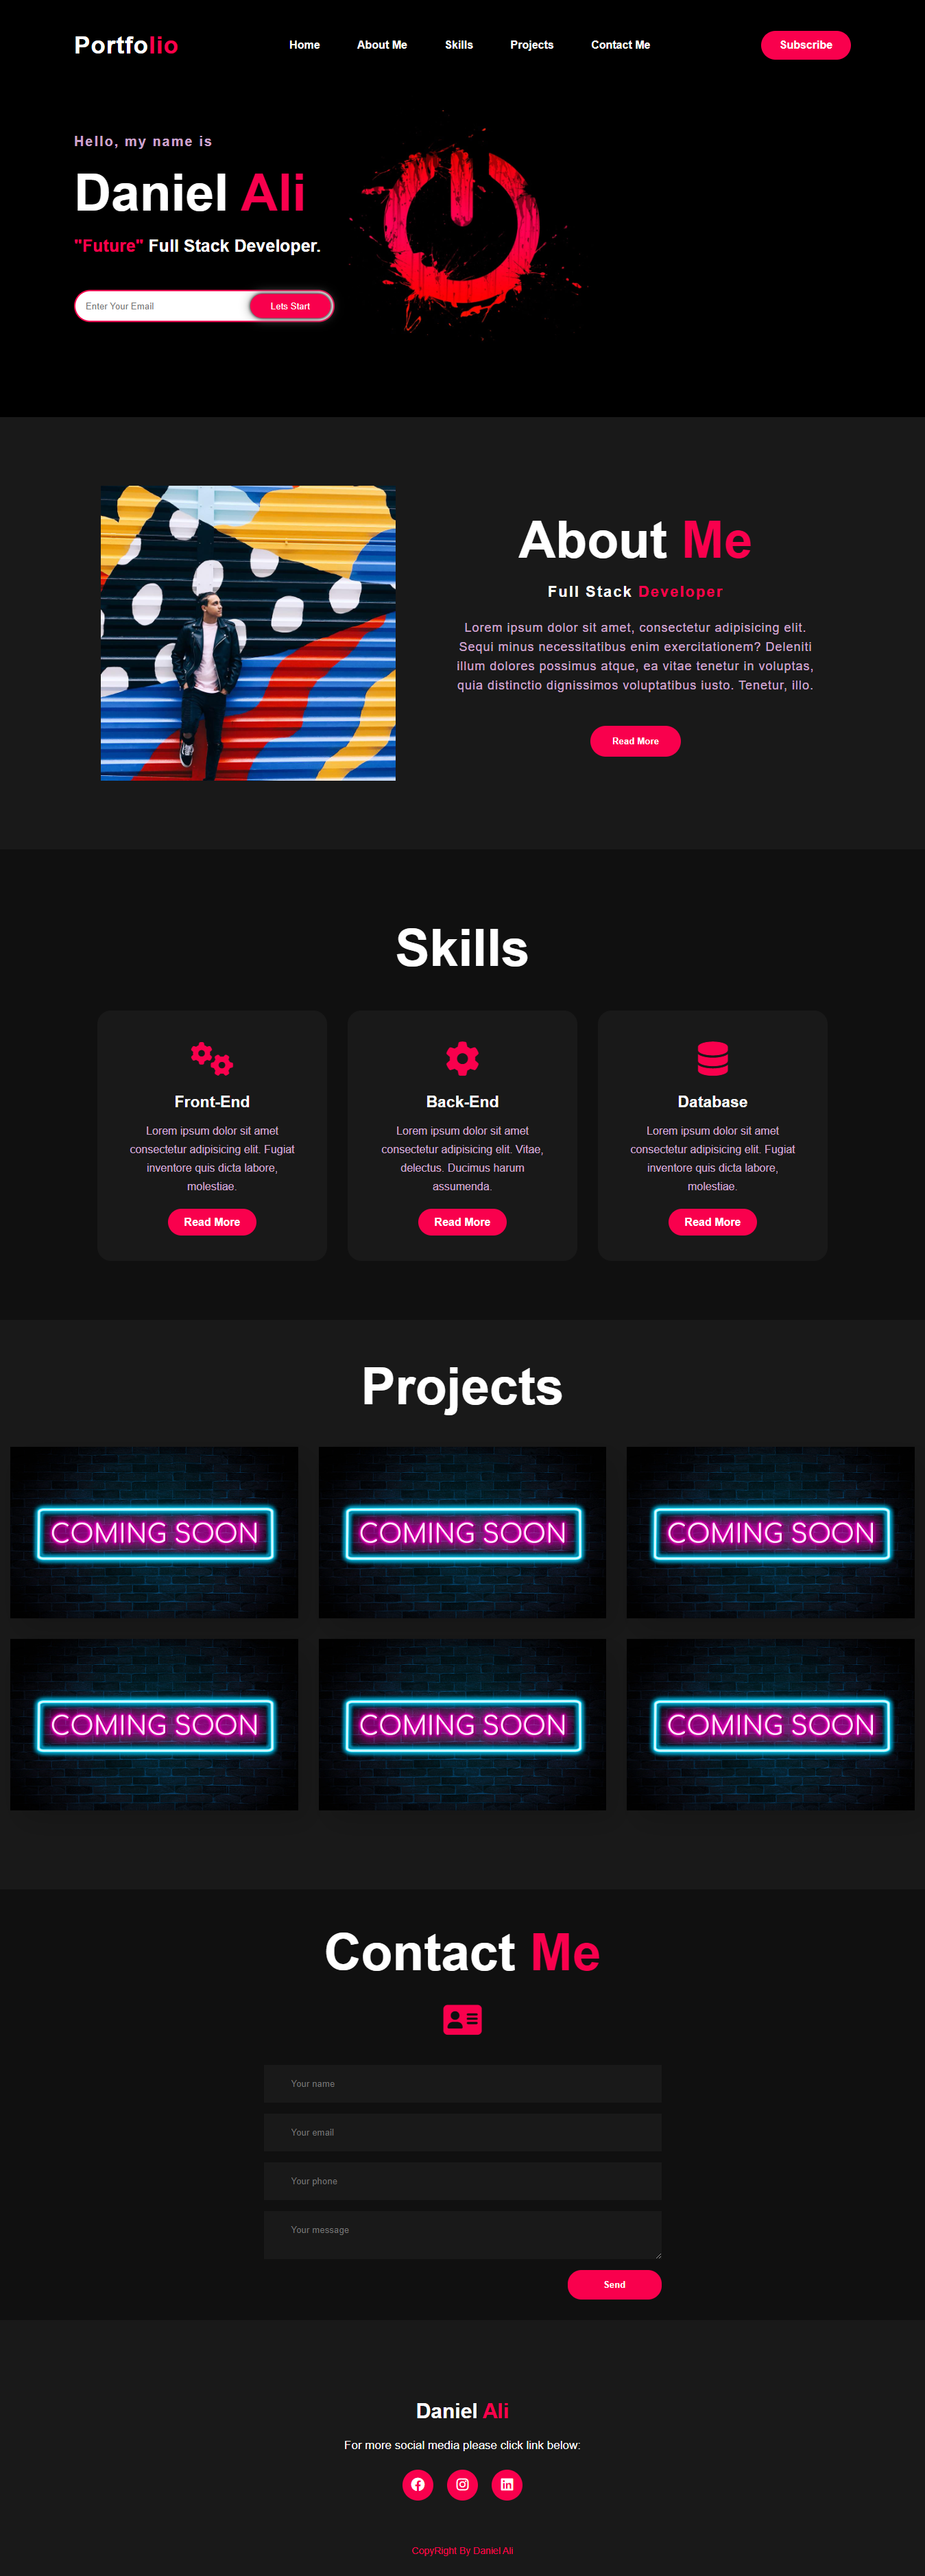 Portfolio
Home
About Me
Skills
Projects
Contact Me
Subscribe
Hello, my name is
Daniel Ali
"Future" Full Stack Developer.
Enter Your Email
Lets Start
About Me
Full Stack Developer
Lorem ipsum dolor sit amet, consectetur adipisicing elit.
Sequi minus necessitatibus enim exercitationem? Deleniti
illum dolores possimus atque, ea vitae tenetur in voluptas,
quia distinctio dignissimos voluptatibus iusto. Tenetur, illo.
Read More
Skills
Front-End
Lorem ipsum dolor sit amet
consectetur adipisicing elit. Fugiat
inventore quis dicta labore,
molestiae.
Read More
Back-End
Lorem ipsum dolor sit amet
consectetur adipisicing elit. Vitae,
delectus. Ducimus harum
assumenda.
Read More
Database
Lorem ipsum dolor sit amet
consectetur adipisicing elit. Fugiat
inventore quis dicta labore,
molestiae.
Read More
Projects
COMING SOON
COMING SOON
COMING SOON
COMING SOON
COMING SOON
COMING SOON
Contact Me
Your name
Your email
Your phone
Your message
Send
Daniel Ali
For more social media please click link below:
CopyRight By Daniel Ali